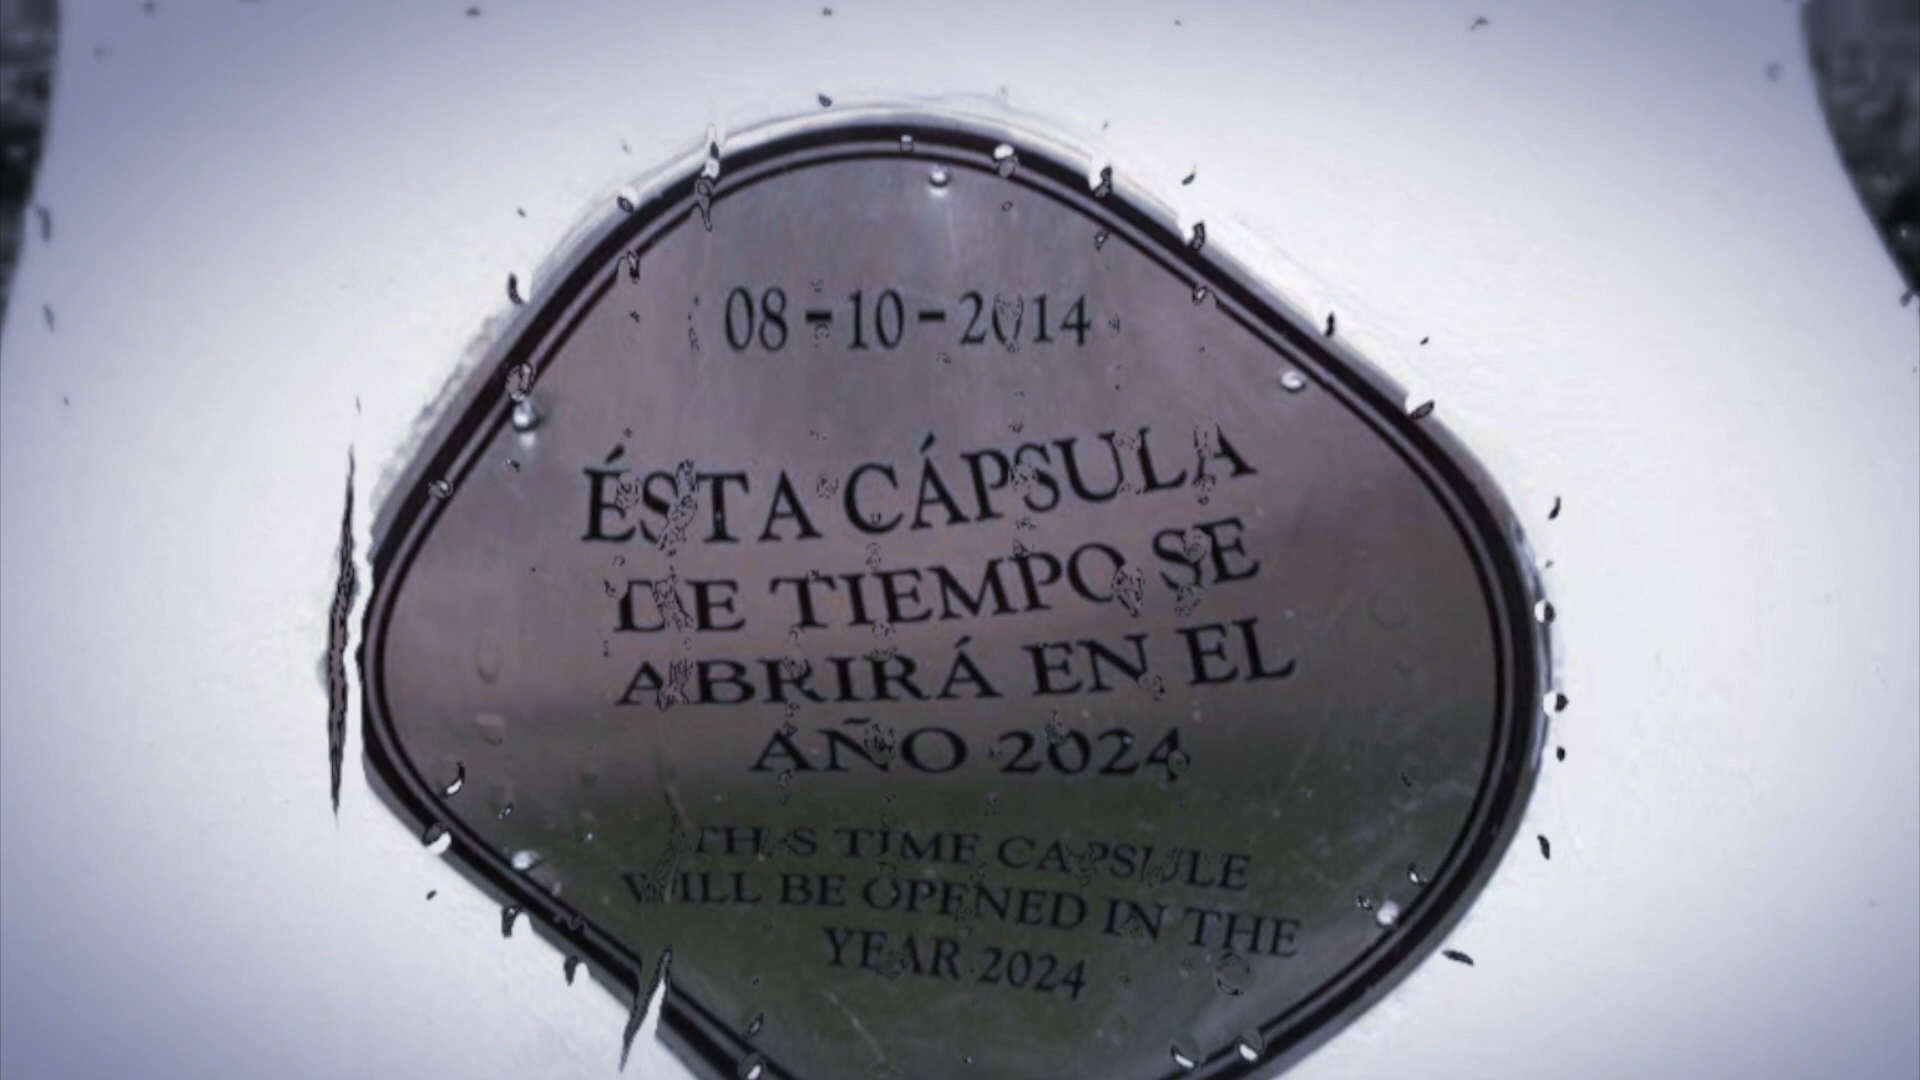 08-10-2014
ÉSTA CÁPSULA
DE TIEMPO SE
ABRIRÁ EN EL
AÑO 2024
THIS TIME CAPSULE
WILL BE OPENED IN THE
YEAR 2024